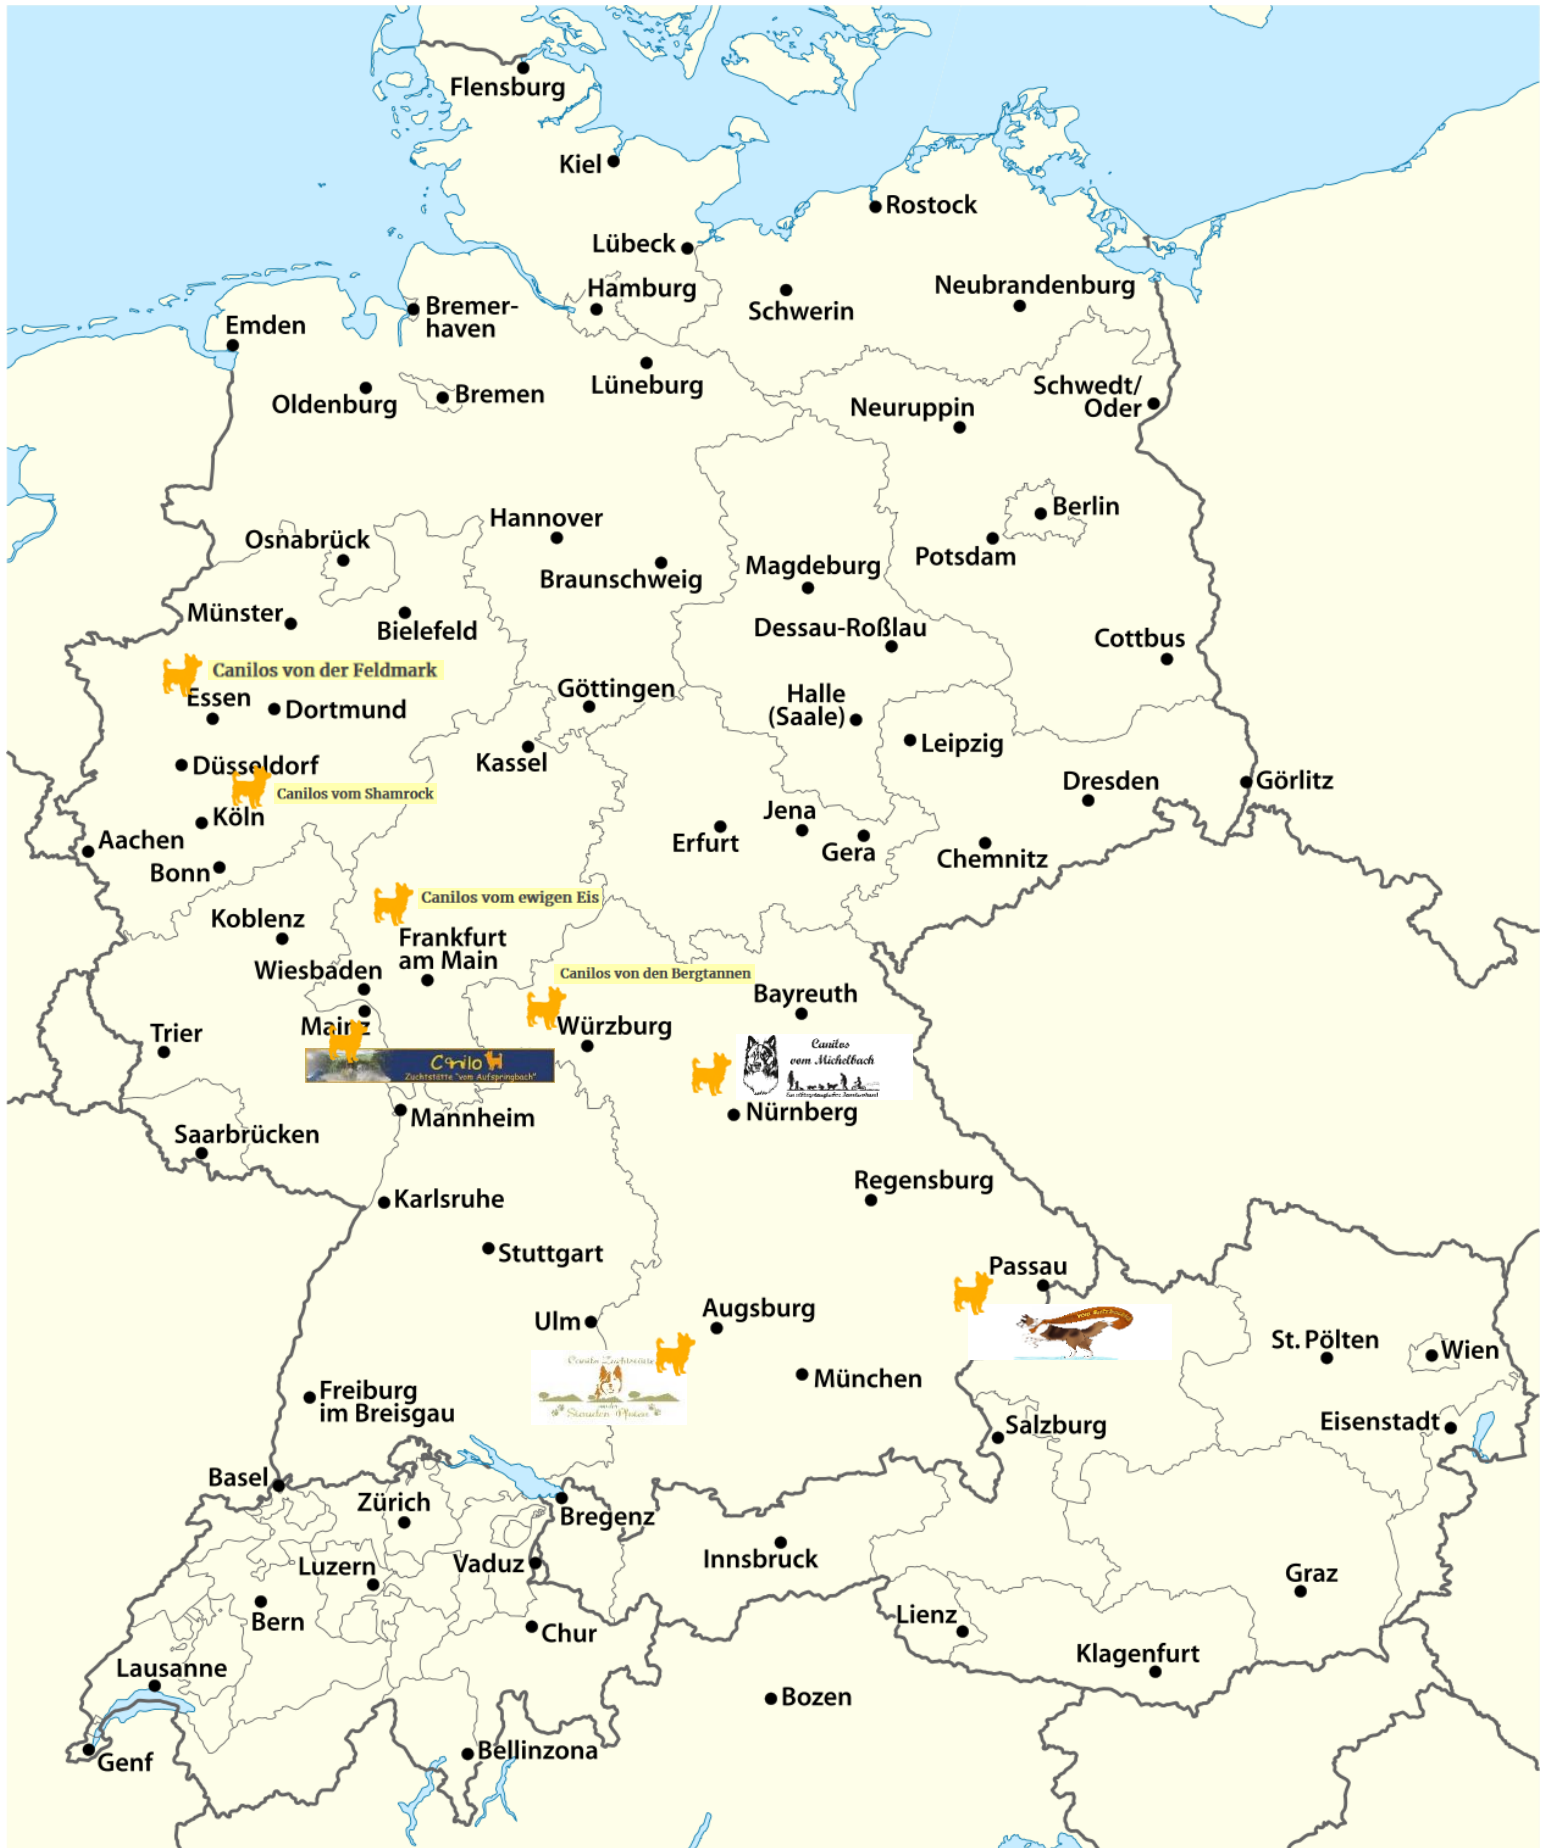 Flensburg
Kiel
Rostock
Lübeck
Hamburg
Schwerin
Neubrandenburg
Bremer-
haven
Emden
Lüneburg
Oldenburg
Bremen
Schwedt/
Oder
Neuruppin
Berlin
Hannover
Osnabrück
Potsdam
Braunschweig
Magdeburg
Münster
Bielefeld
Dessau-Roßlau
Cottbus
Canilos von der Feldmark
Essen
Dortmund
Göttingen
Halle
(Saale)
Leipzig
Düsseldorf
Kassel
Canilos vom Shamrock
Dresden
Görlitz
Köln
Jena
Aachen
Erfurt
Gera
Chemnitz
Bonn
Canilos vom ewigen Eis
Koblenz
Frankfurt
am Main
Wiesbaden
Canilos von den Bergtannen
Bayreuth
Mainz
Würzburg
Trier
Canilos
vom Michelbach
Canilo
Zuchtstätte "vom Aufspringbach"
Mannheim
Nürnberg
Saarbrücken
Regensburg
Karlsruhe
Stuttgart
Passau
Augsburg
Ulm
St. Pölten
Wien
Canilo Zuchtstätte
München
Freiburg
im Breisgau
Stauden Pfoten
Salzburg
Eisenstadt
Basel
Zürich
Bregenz
Innsbruck
Vaduz
Luzern
Graz
Bern
Lienz
Chur
Klagenfurt
Lausanne
Bozen
Bellinzona
Genf